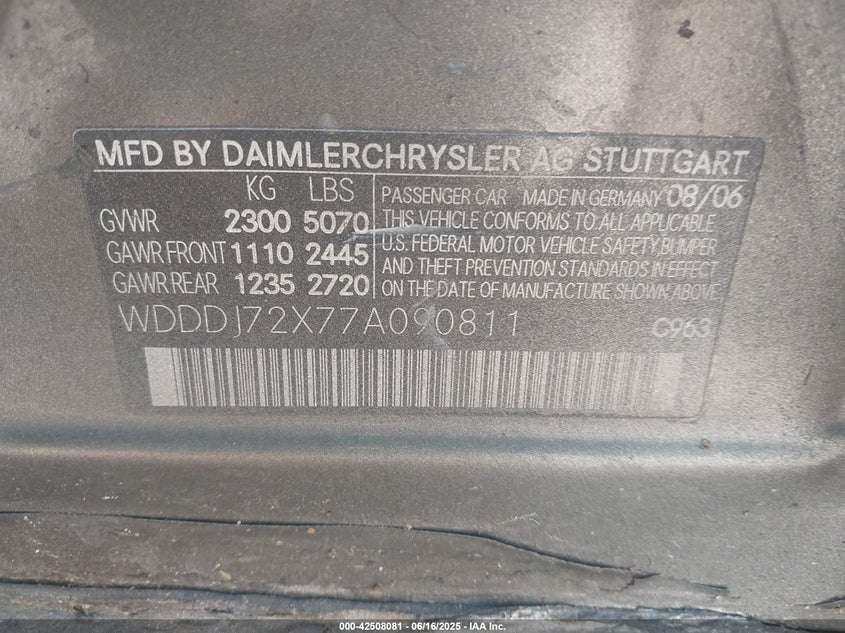 MFD BY DAIMLERCHRYSLER AG STUTTGART
KG LBS
GVWR 2300 5070
GAWR FRONT 1110 2445
GAWR REAR 1235 2720
PASSENGER CAR MADE IN GERMANY 08/06
THIS VEHICLE CONFORMS TO ALL APPLICABLE
U.S. FEDERAL MOTOR VEHICLE SAFETY BUMPER
AND THEFT PREVENTION STANDARDS IN EFFECT
ON THE DATE OF MANUFACTURE SHOWN ABOVE
WDDDJ72X77A090811 C963
000-42508081 - 06/16/2025 - IAA Inc.